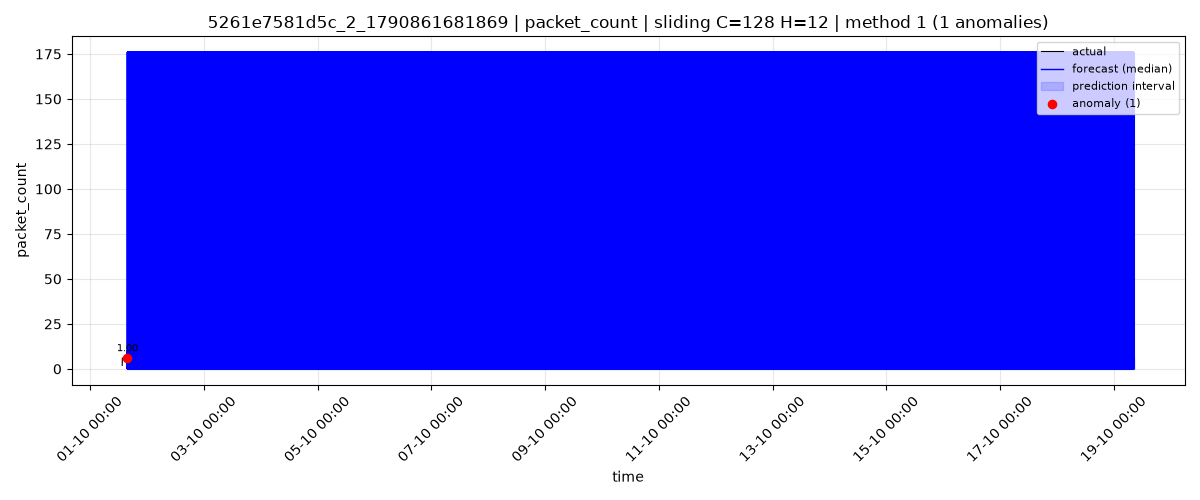 5261e7581d5c_2_1790861681869 | packet_count | sliding C=128 H=12 | method 1 (1 anomalies)
actual
forecast (median)
prediction interval
anomaly (1)
packet_count
175
150
125
100
75
50
25
0
1.00
01-10 00:00
03-10 00:00
05-10 00:00
07-10 00:00
09-10 00:00
11-10 00:00
13-10 00:00
15-10 00:00
17-10 00:00
19-10 00:00
time